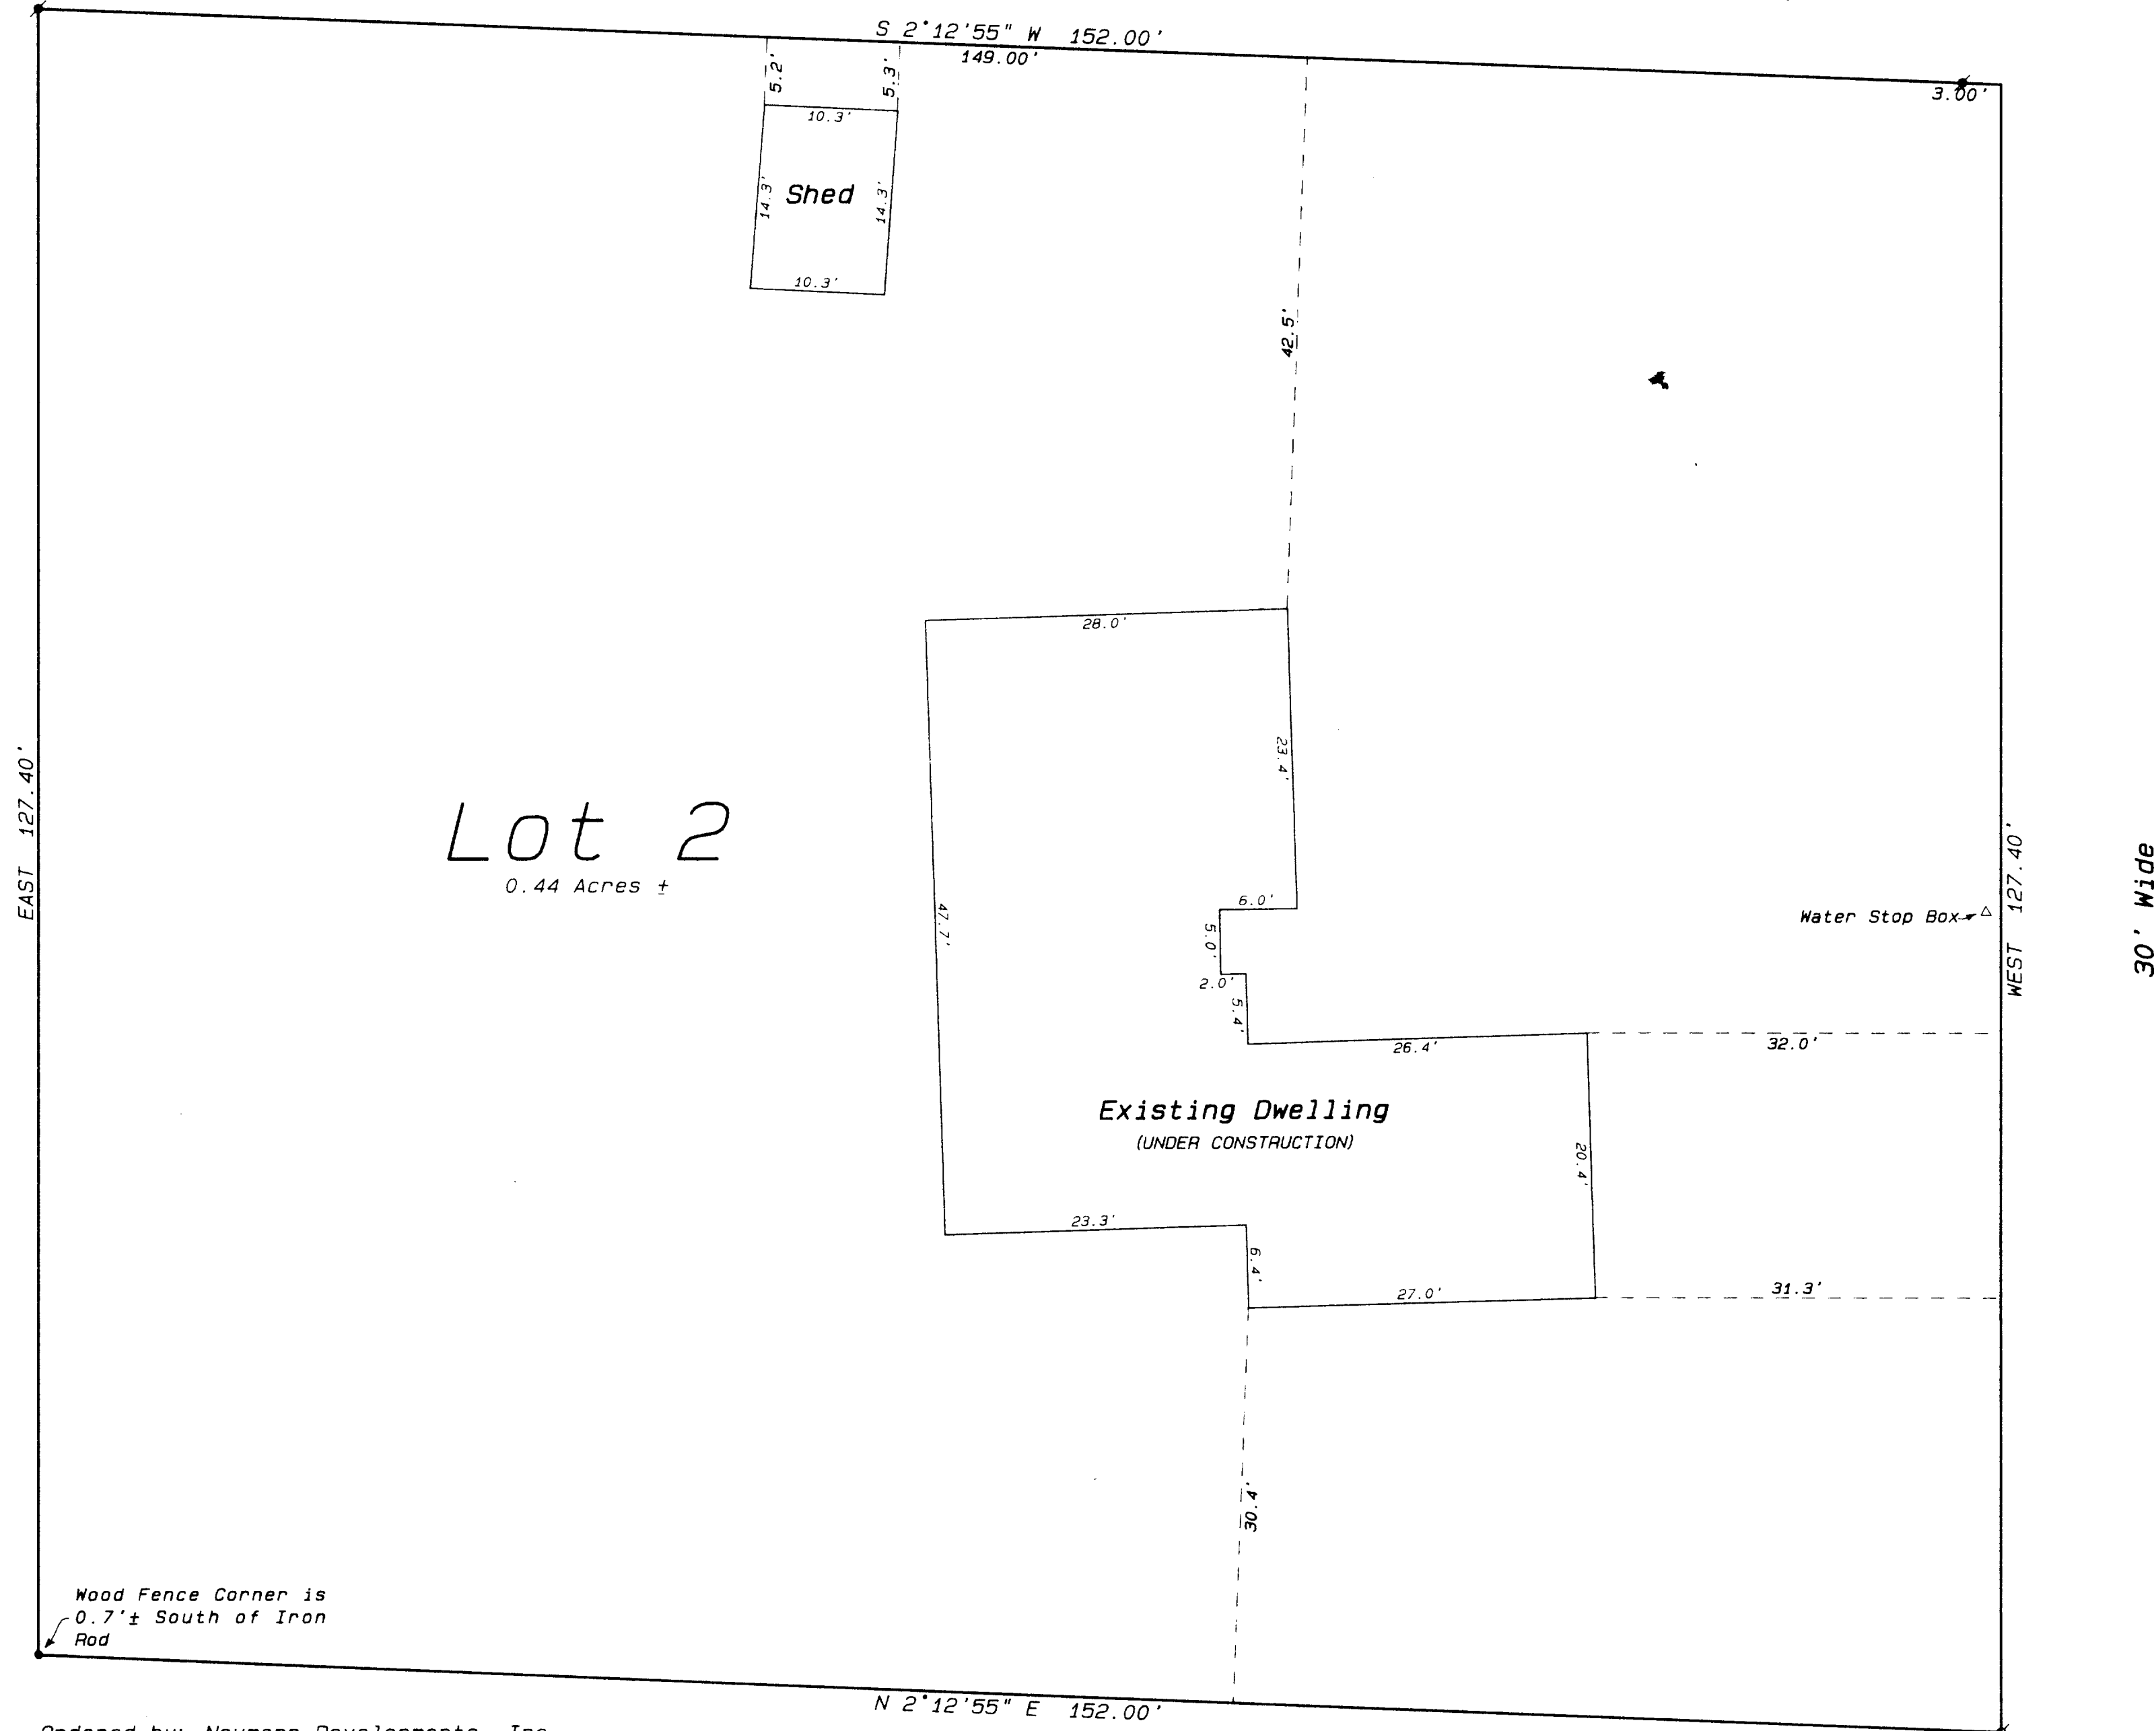 S 2°12'55" W 152.00'
149.00'
3.00'
5.2'
5.3'
10.3'
14.3'
Shed
14.3'
10.3'
42.5'
28.0'
23.4'
EAST 127.40'
Lot 2
0.44 Acres ±
47.7'
6.0'
5.0'
2.0'
5.4'
Water Stop Box
WEST 127.40'
30' Wide
26.4'
32.0'
Existing Dwelling
(UNDER CONSTRUCTION)
20.4'
23.3'
6.4'
27.0'
31.3'
30.4'
Wood Fence Corner is
0.7'± South of Iron
Rod
N 2°12'55" E 152.00'